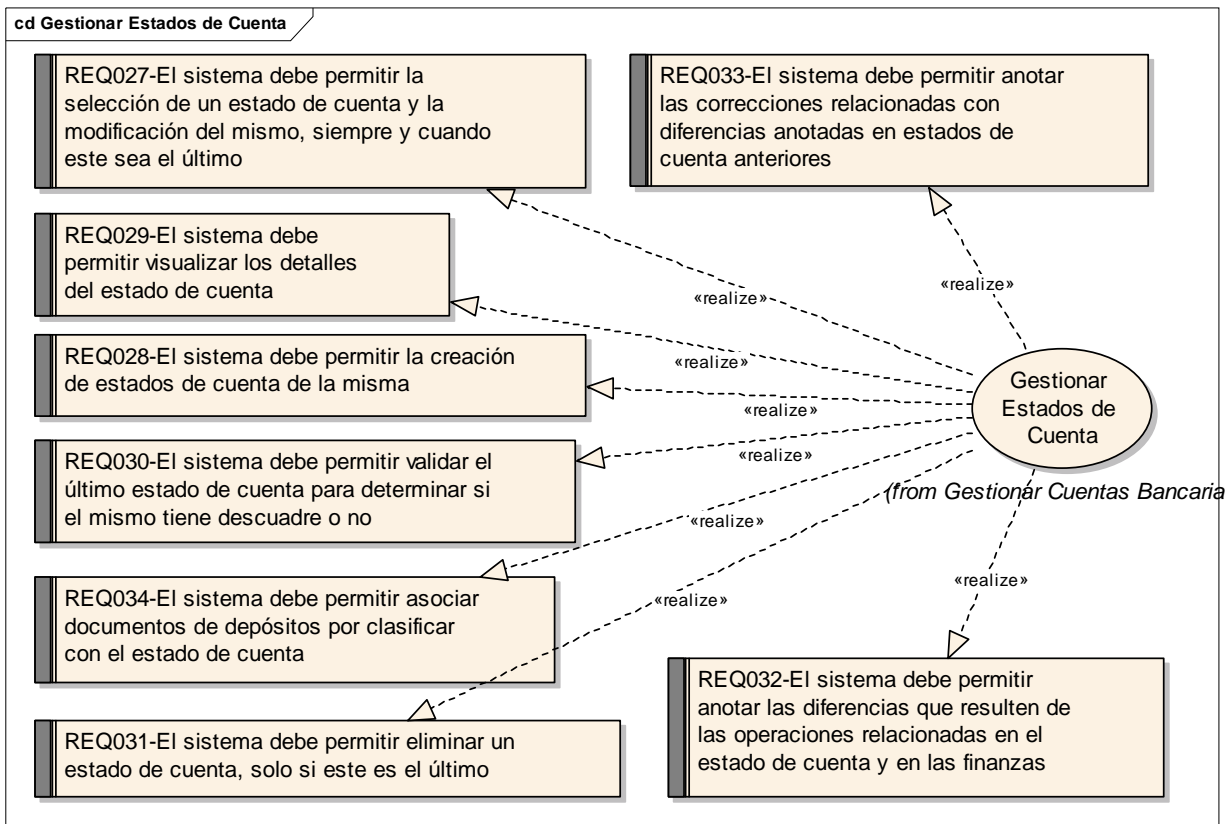 cd Gestionar Estados de Cuenta
REQ027-El sistema debe permitir la
selección de un estado de cuenta y la
modificación del mismo, siempre y cuando
este sea el último
REQ033-El sistema debe permitir anotar
las correcciones relacionadas con
diferencias anotadas en estados de
cuenta anteriores
REQ029-El sistema debe
permitir visualizar los detalles
del estado de cuenta
«realize»
«realize»
REQ028-El sistema debe permitir la creación
de estados de cuenta de la misma
«realize»
«realize»
Gestionar
Estados de
Cuenta
(from Gestionar Cuentas Bancaria
REQ030-El sistema debe permitir validar el
último estado de cuenta para determinar si
el mismo tiene descuadre o no
«realize»
«realize»
REQ034-El sistema debe permitir asociar
documentos de depósitos por clasificar
con el estado de cuenta
«realize»
«realize»
REQ031-El sistema debe permitir eliminar un
estado de cuenta, solo si este es el último
REQ032-El sistema debe permitir
anotar las diferencias que resulten de
las operaciones relacionadas en el
estado de cuenta y en las finanzas